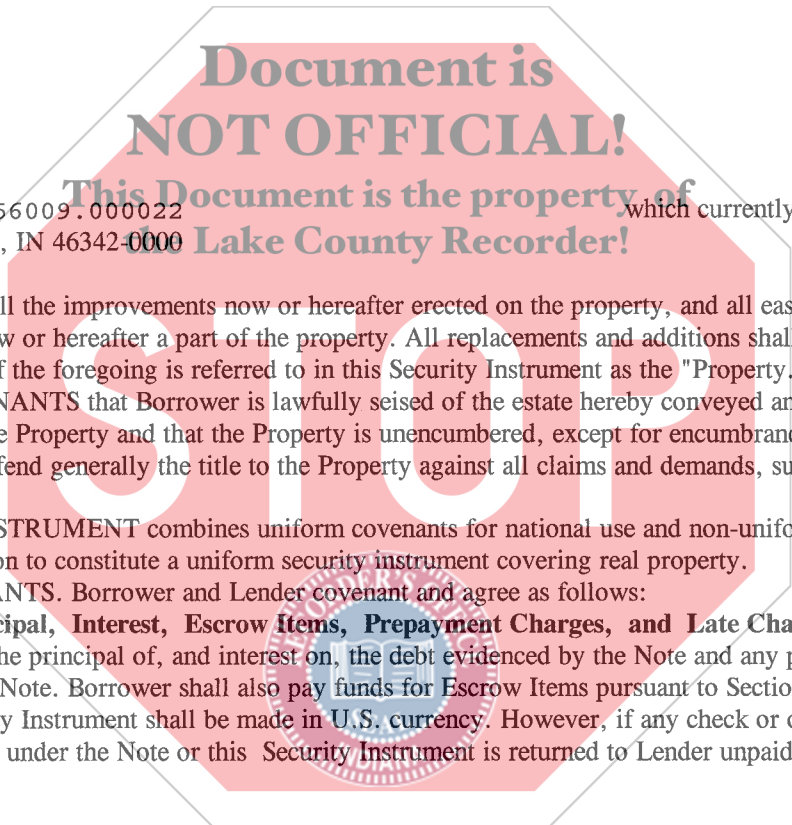 Document is
NOT OFFICIAL!
This Document is the property of
the Lake County Recorder!
56009.000022 which currently
, IN 46342-0000
ll the improvements now or hereafter erected on the property, and all eas
w or hereafter a part of the property. All replacements and additions shall
f the foregoing is referred to in this Security Instrument as the "Property.
NANTS that Borrower is lawfully seised of the estate hereby conveyed an
e Property and that the Property is unencumbered, except for encumbranc
fend generally the title to the Property against all claims and demands, su
STOP
STRUMENT combines uniform covenants for national use and non-unifo
on to constitute a uniform security instrument covering real property.
ANTS. Borrower and Lender covenant and agree as follows:
cipal, Interest, Escrow Items, Prepayment Charges, and Late Cha
he principal of, and interest on, the debt evidenced by the Note and any p
Note. Borrower shall also pay funds for Escrow Items pursuant to Sectio
y Instrument shall be made in U.S. currency. However, if any check or o
under the Note or this Security Instrument is returned to Lender unpaid
INDIANA